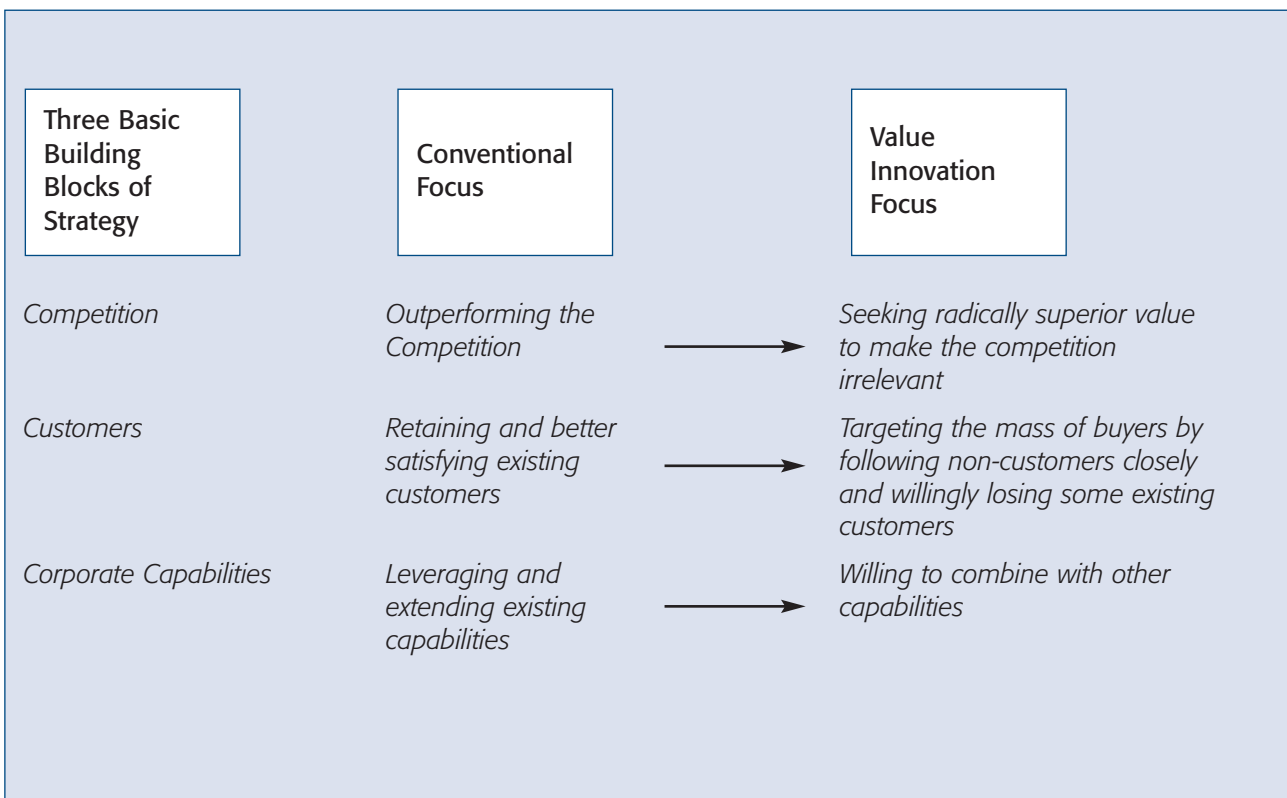 Three Basic
Building
Blocks of
Strategy
Conventional
Focus
Value
Innovation
Focus
Competition
Outperforming the
Competition
Seeking radically superior value
to make the competition
irrelevant
Customers
Retaining and better
satisfying existing
customers
Targeting the mass of buyers by
following non-customers closely
and willingly losing some existing
customers
Corporate Capabilities
Leveraging and
extending existing
capabilities
Willing to combine with other
capabilities